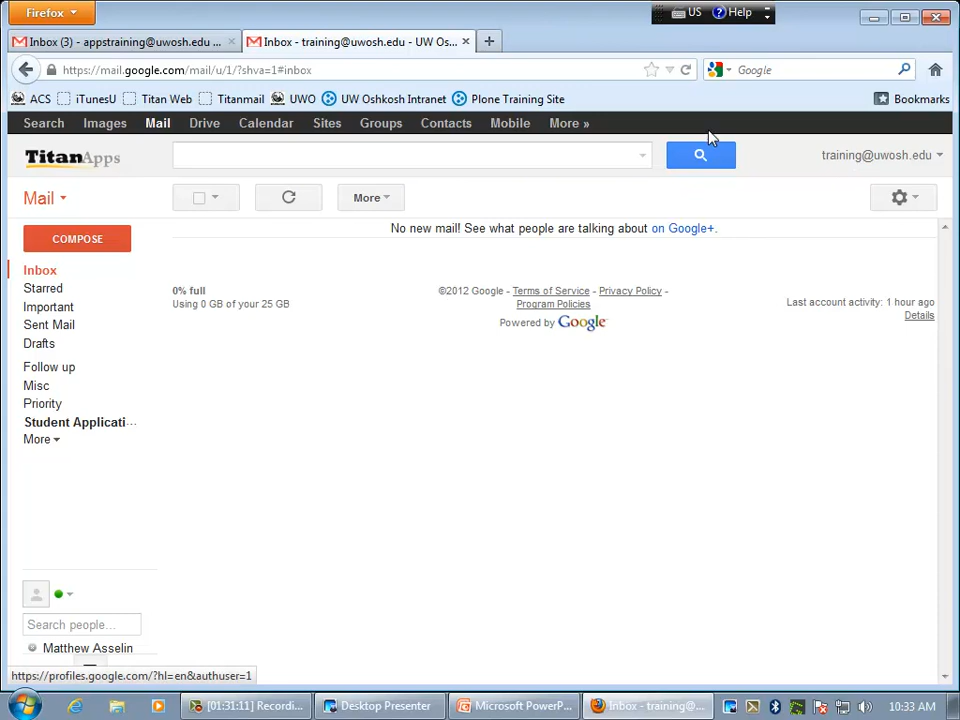 Firefox
US Help
Inbox (3) - appstraining@uwosh.edu ...
Inbox - training@uwosh.edu - UW Os...
https://mail.google.com/mail/u/1/?shva=1#inbox
Google
ACS iTunesU Titan Web Titanmail UWO UW Oshkosh Intranet Plone Training Site Bookmarks
Search Images Mail Drive Calendar Sites Groups Contacts Mobile More »
TitanApps
training@uwosh.edu
Mail
More
No new mail! See what people are talking about on Google+.
COMPOSE
Inbox
Starred
Important
Sent Mail
Drafts
Follow up
Misc
Priority
Student Applicati...
More
0% full
Using 0 GB of your 25 GB
©2012 Google - Terms of Service - Privacy Policy -
Program Policies
Powered by Google
Last account activity: 1 hour ago
Details
Search people...
Matthew Asselin
https://profiles.google.com/?hl=en&authuser=1
[01:31:11] Recordi...
Desktop Presenter
Microsoft PowerP...
Inbox - training@...
10:33 AM